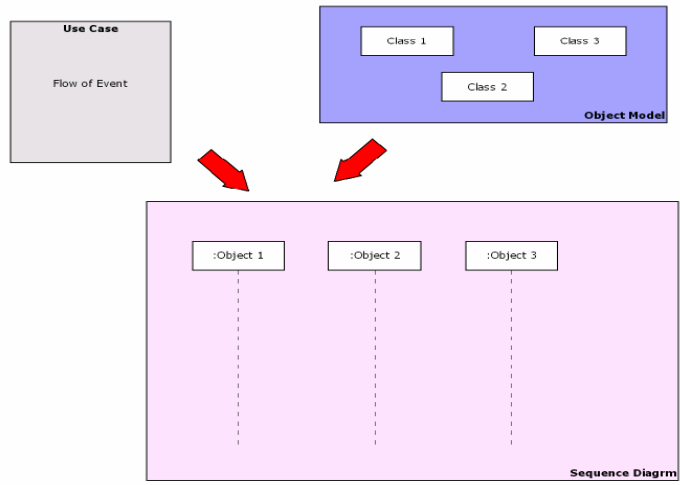 Use Case
Flow of Event
Class 1
Class 3
Class 2
Object Model
:Object 1
:Object 2
:Object 3
Sequence Diagrm